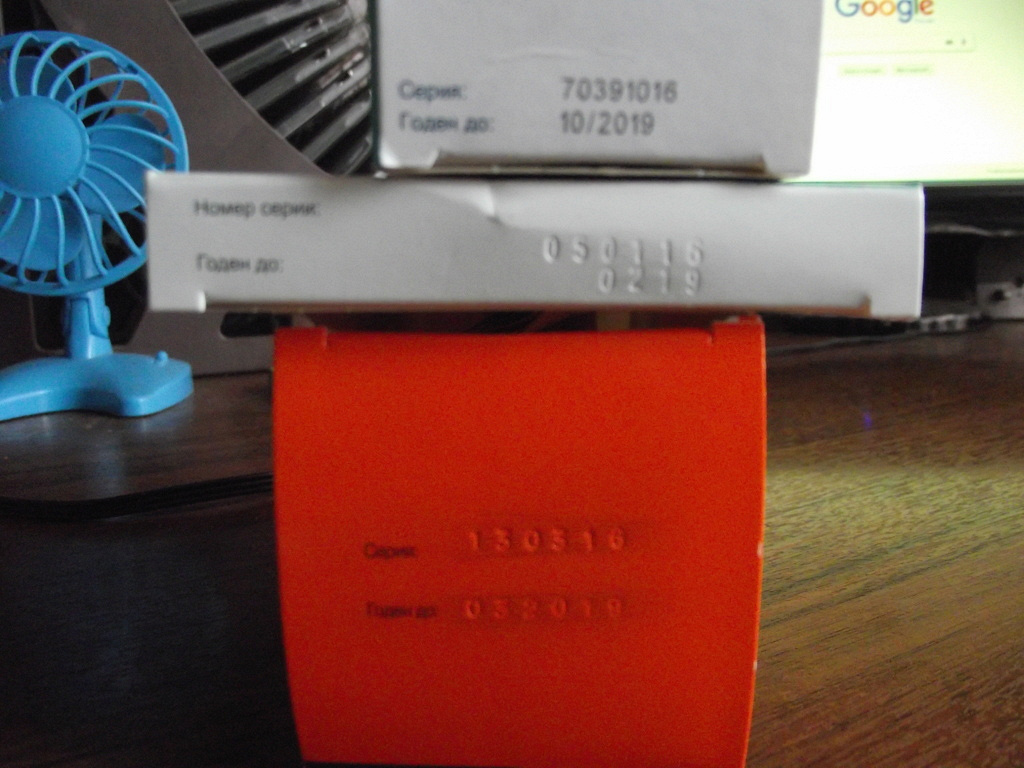 Google
Серия: 70391016
Годен до: 10/2019
Номер серии:
050116
Годен до:
0219
Серия: 130316
Годен до: 032019